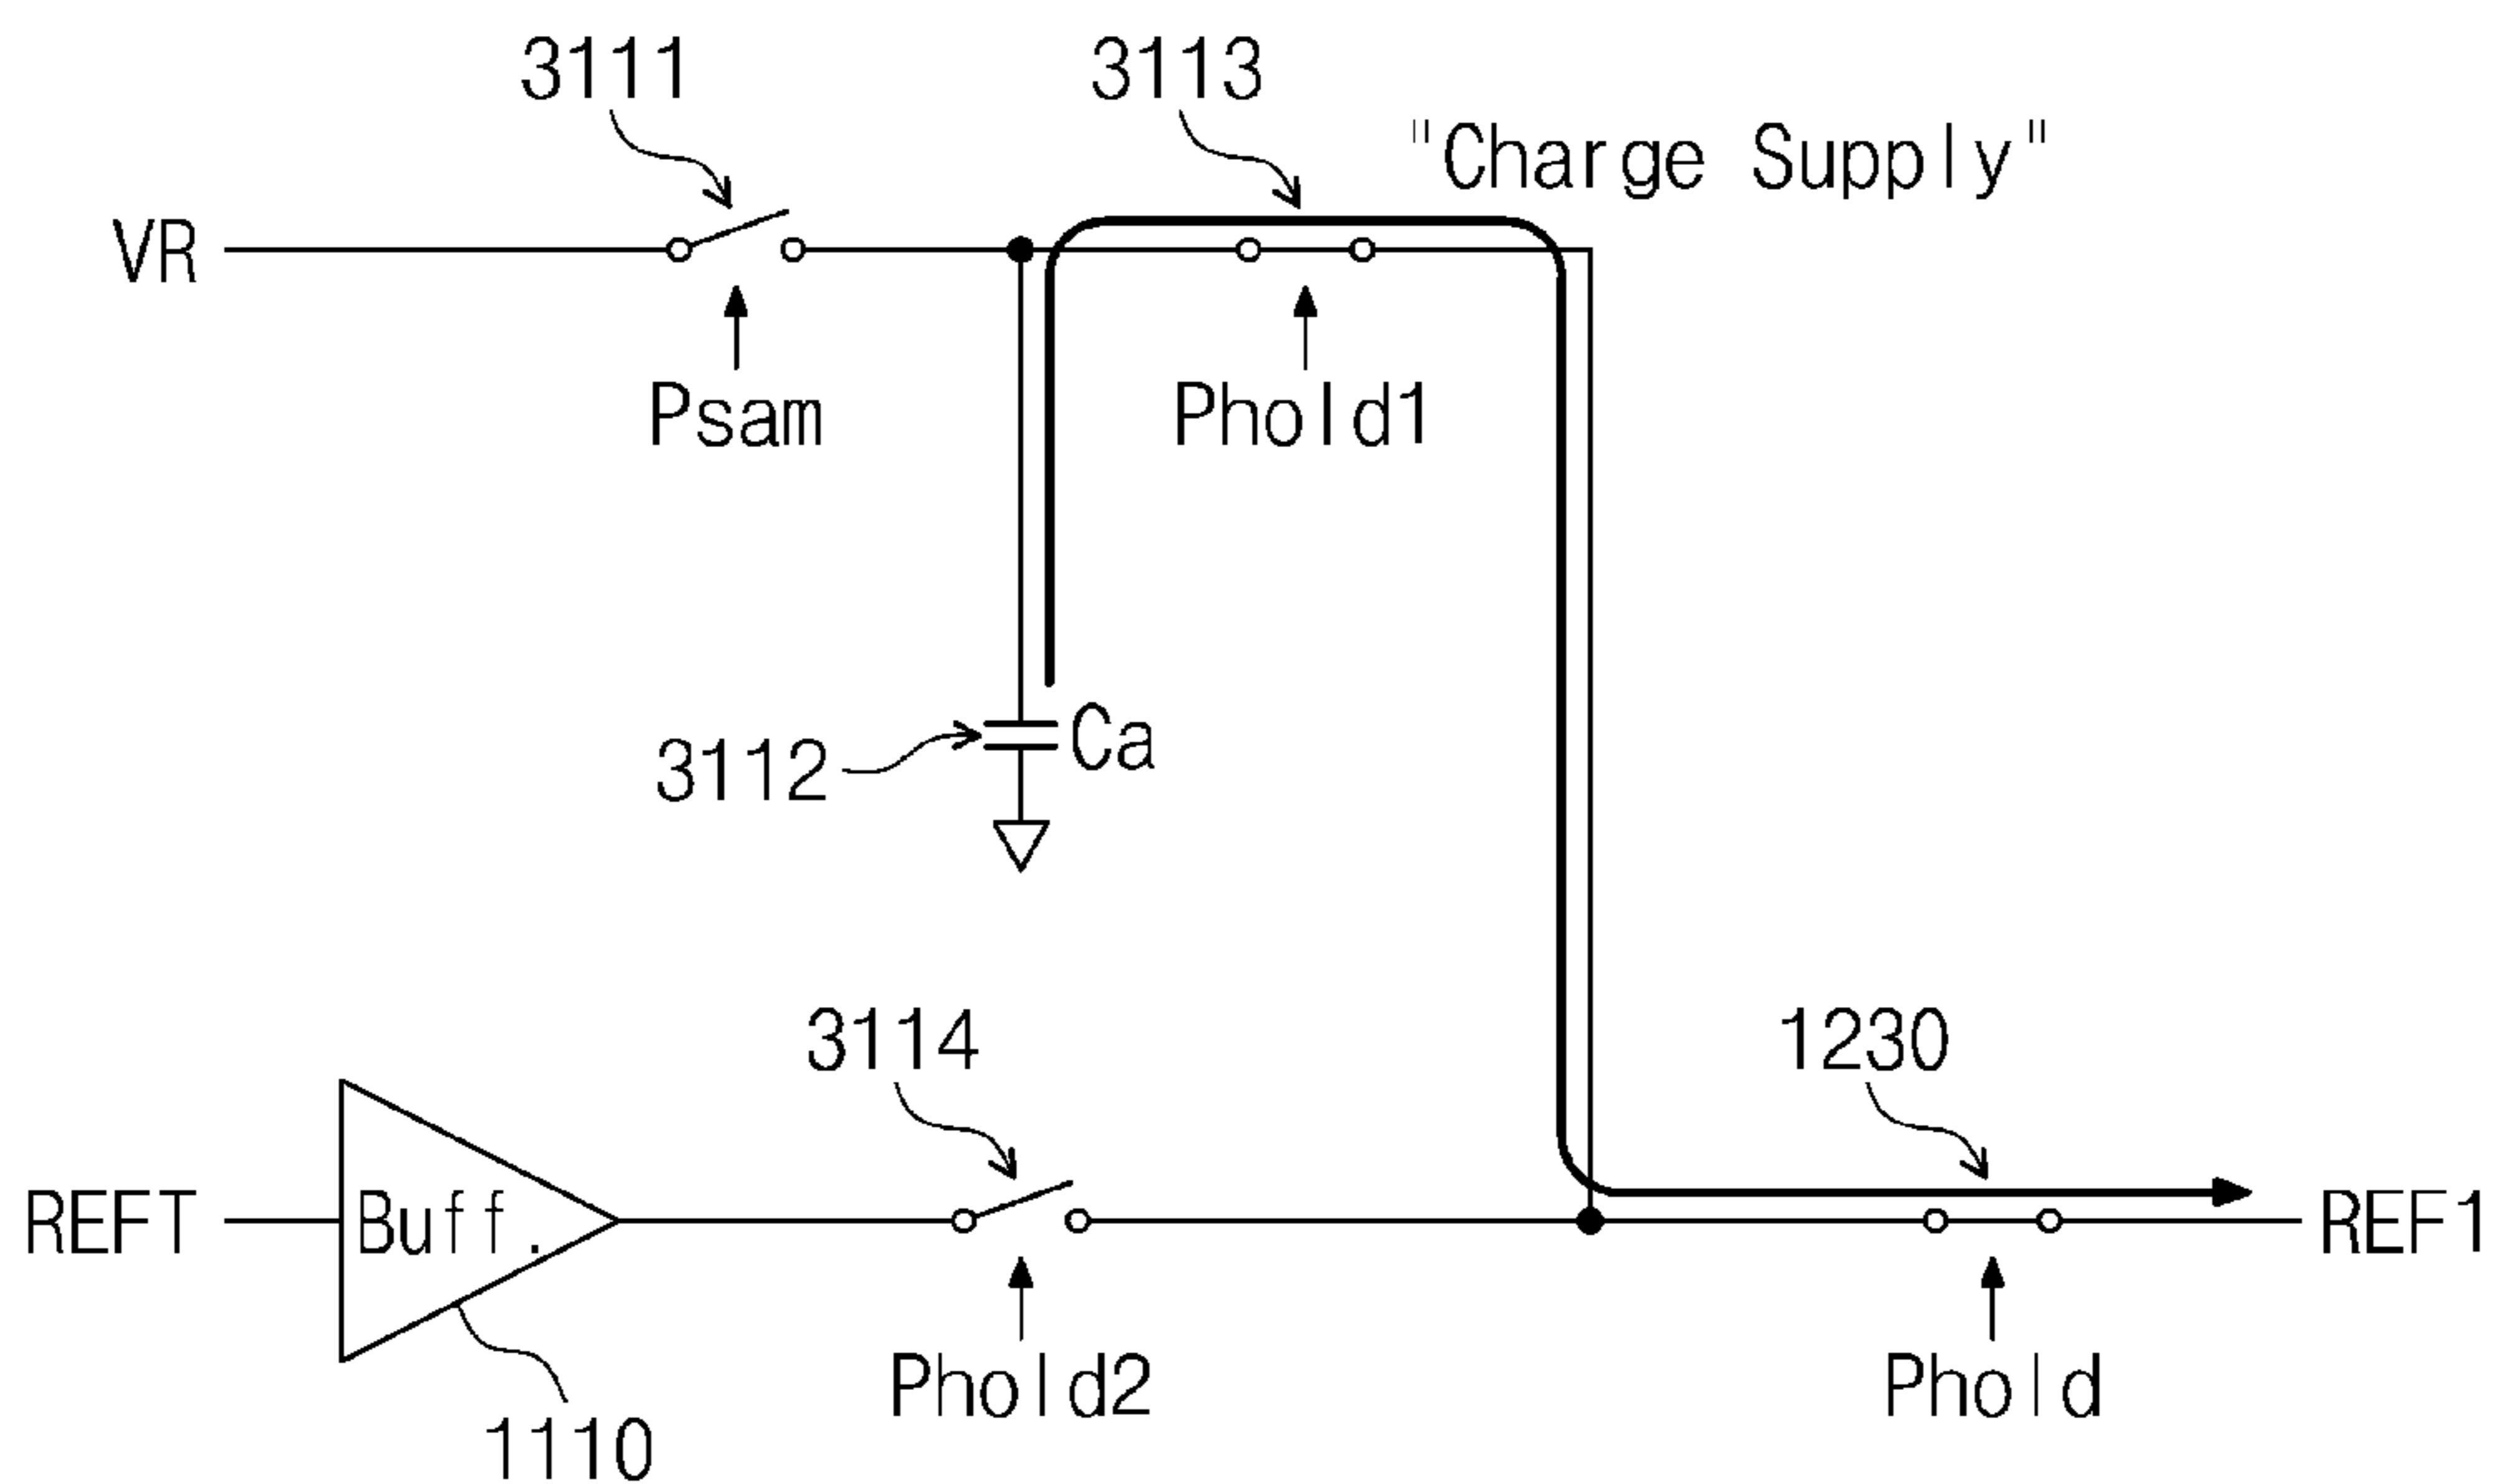 3111
3113
"Charge Supply"
VR
Psam
Phold1
3112
Ca
3114
1230
REFT
Buff.
REF1
Phold2
Phold
1110